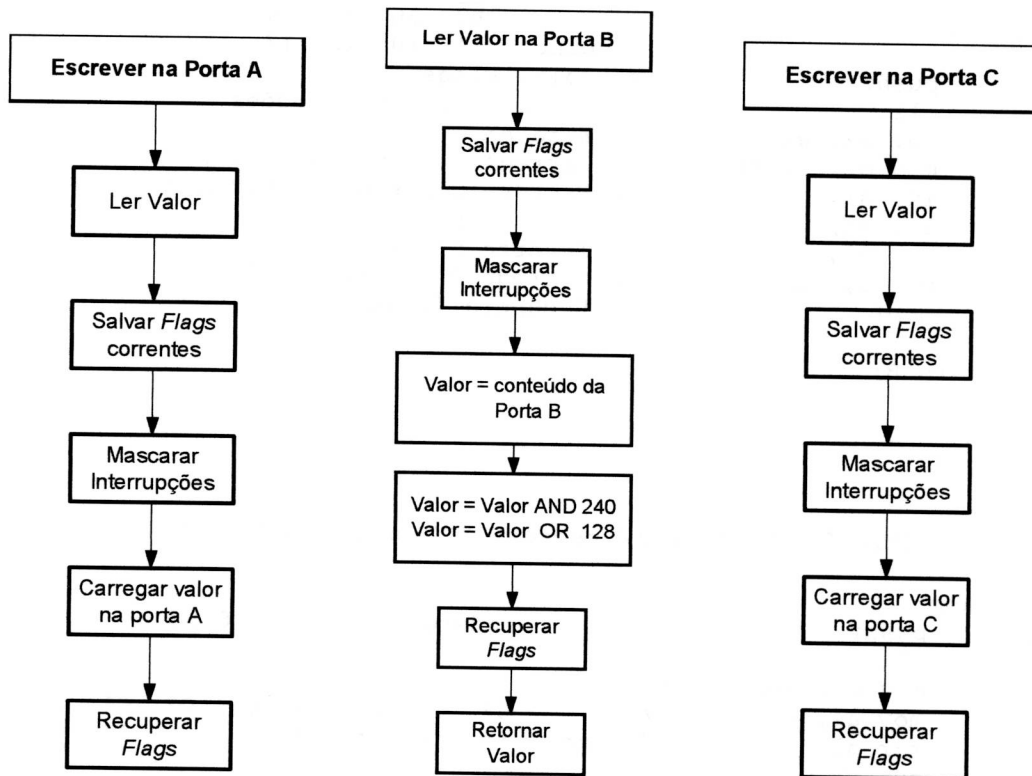 Escrever na Porta A
Ler Valor
Salvar Flags
correntes
Mascarar
Interrupções
Carregar valor
na porta A
Recuperar
Flags
Ler Valor na Porta B
Salvar Flags
correntes
Mascarar
Interrupções
Valor = conteúdo da
Porta B
Valor = Valor AND 240
Valor = Valor OR 128
Recuperar
Flags
Retornar
Valor
Escrever na Porta C
Ler Valor
Salvar Flags
correntes
Mascarar
Interrupções
Carregar valor
na porta C
Recuperar
Flags